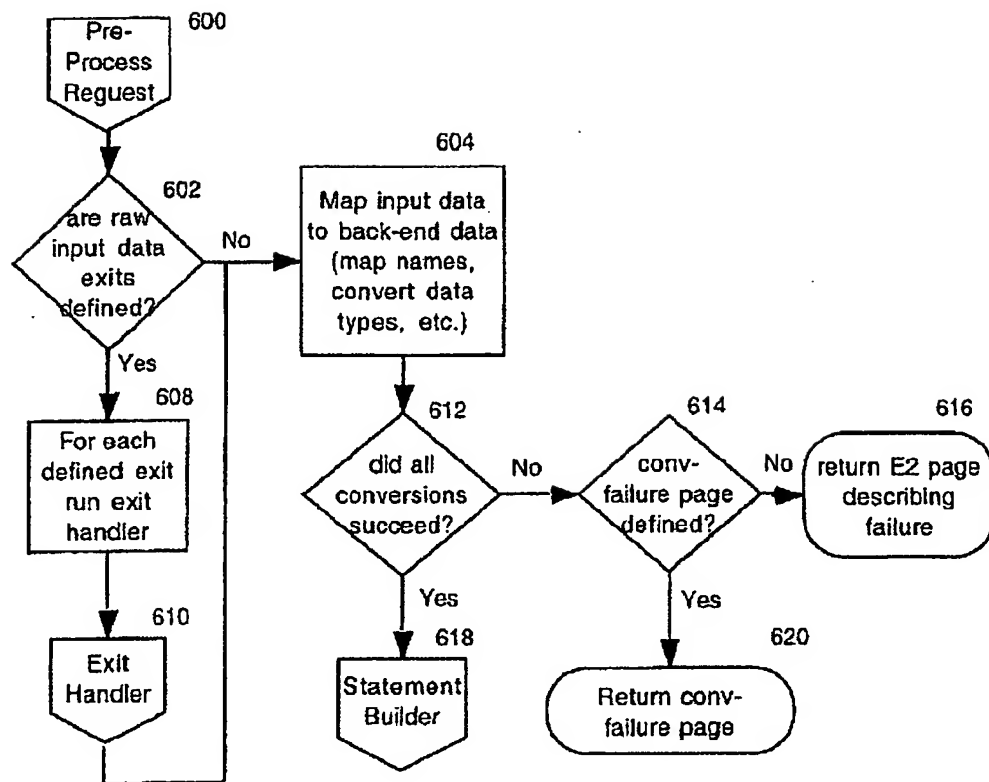 600
Pre-
Process
Reguest
602
are raw
input data
exits
defined?
No
604
Map input data
to back-end data
(map names,
convert data
types, etc.)
Yes
608
For each
defined exit
run exit
handler
610
Exit
Handler
612
did all
conversions
succeed?
No
614
conv-
failure page
defined?
No
616
return E2 page
describing
failure
Yes
618
Statement
Builder
Yes
620
Return conv-
failure page